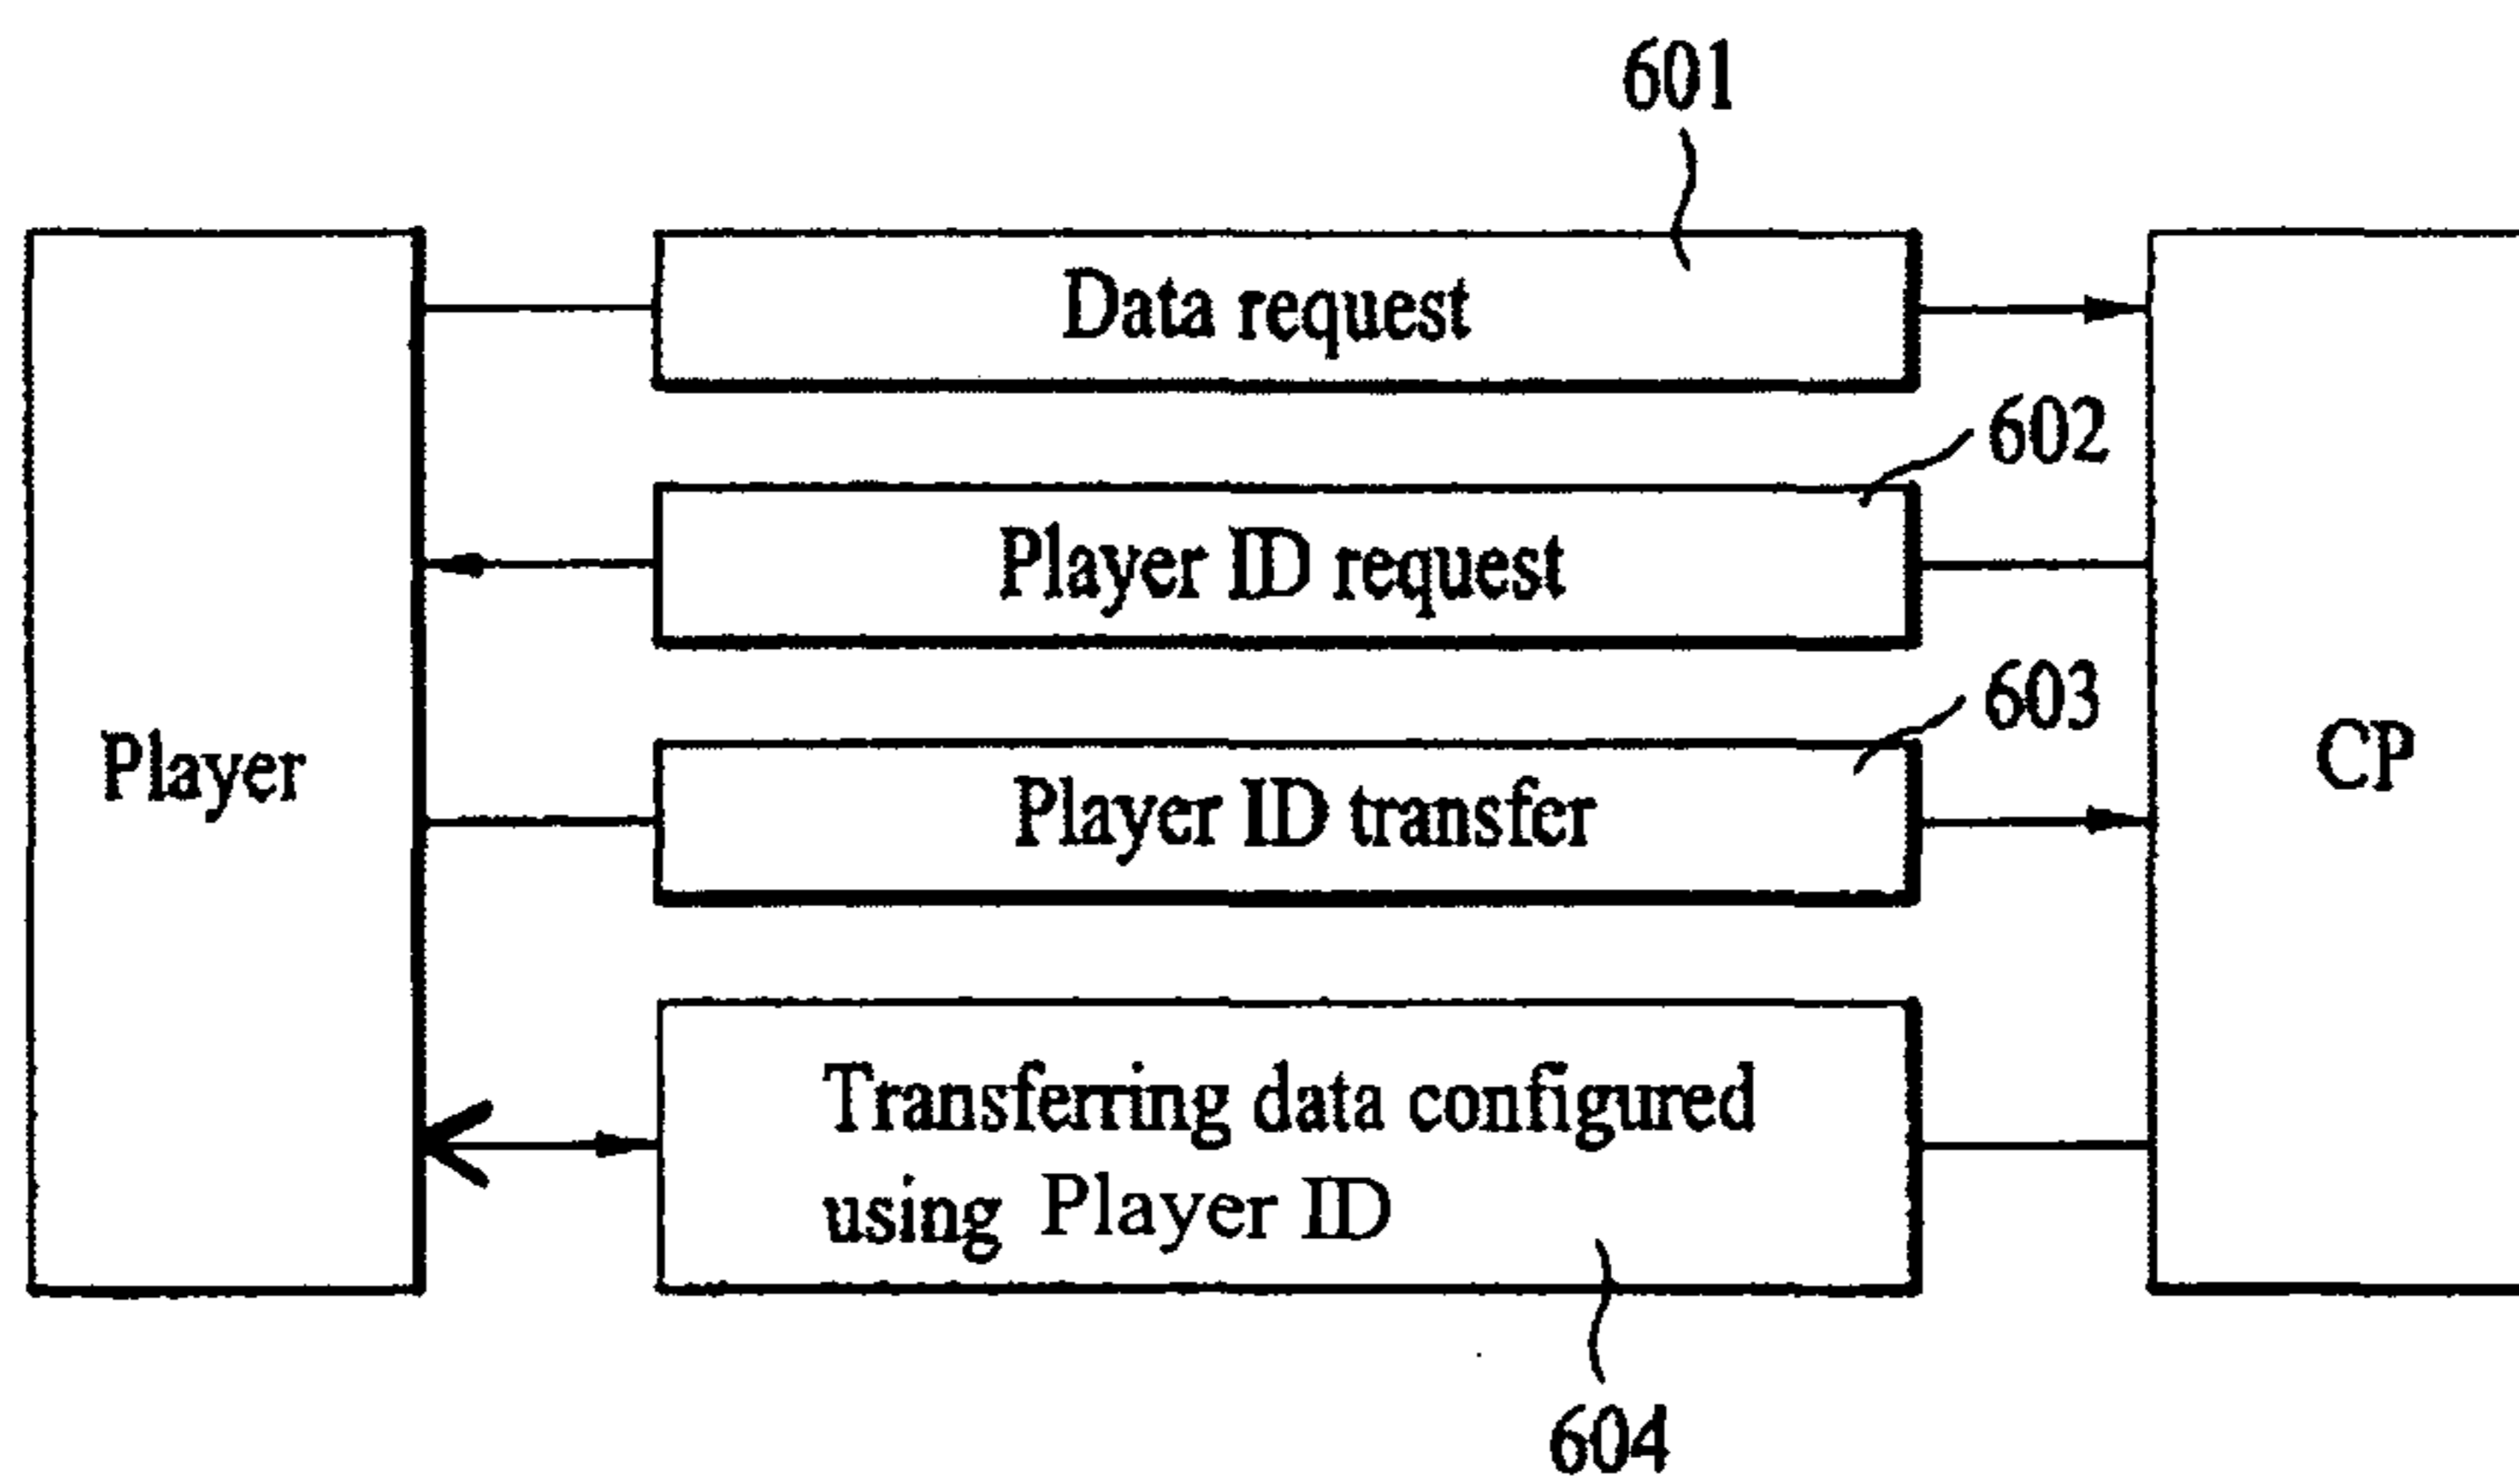 601
Data request
602
Player ID request
603
Player ID transfer
Player
CP
Transferring data configured
using Player ID
604